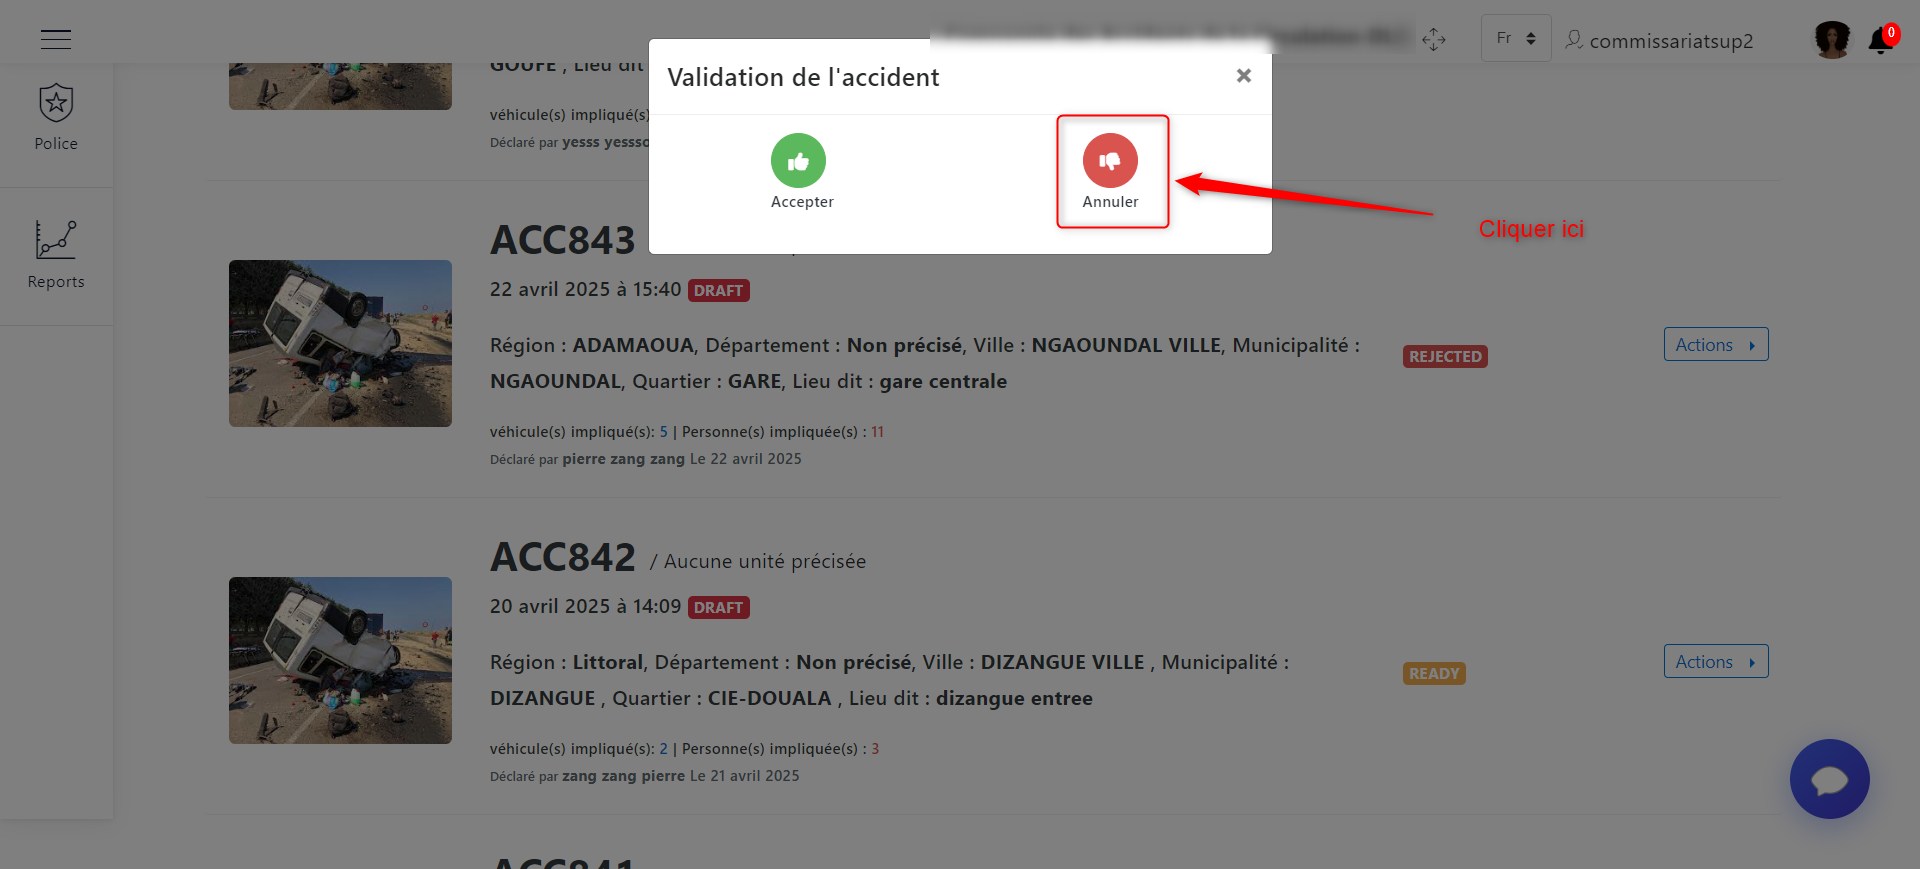 Fr
commissariatsup2
0
Police
Reports
GOUFE , Lieu dit
véhicule(s) impliqué(s)
Déclaré par yesss yessso
Validation de l'accident
×
Accepter
Annuler
Cliquer ici
ACC843
22 avril 2025 à 15:40 DRAFT
Région : ADAMAOUA, Département : Non précisé, Ville : NGAOUNDAL VILLE, Municipalité :
NGAOUNDAL, Quartier : GARE, Lieu dit : gare centrale
véhicule(s) impliqué(s): 5 | Personne(s) impliquée(s) : 11
Déclaré par pierre zang zang Le 22 avril 2025
REJECTED
Actions
ACC842 / Aucune unité précisée
20 avril 2025 à 14:09 DRAFT
Région : Littoral, Département : Non précisé, Ville : DIZANGUE VILLE , Municipalité :
DIZANGUE , Quartier : CIE-DOUALA , Lieu dit : dizangue entree
véhicule(s) impliqué(s): 2 | Personne(s) impliquée(s) : 3
Déclaré par zang zang pierre Le 21 avril 2025
READY
Actions
ACC841